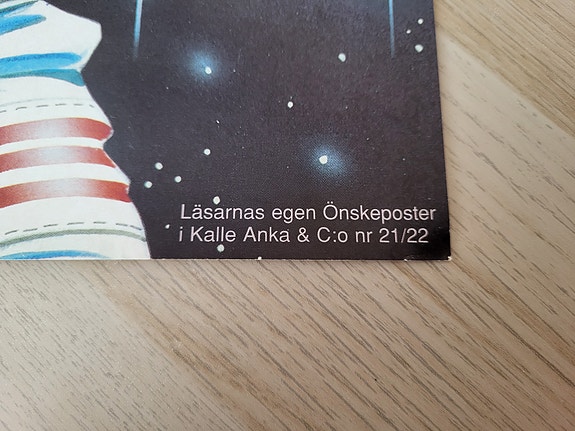 Läsarnas egen Önskeposter
i Kalle Anka & C:o nr 21/22